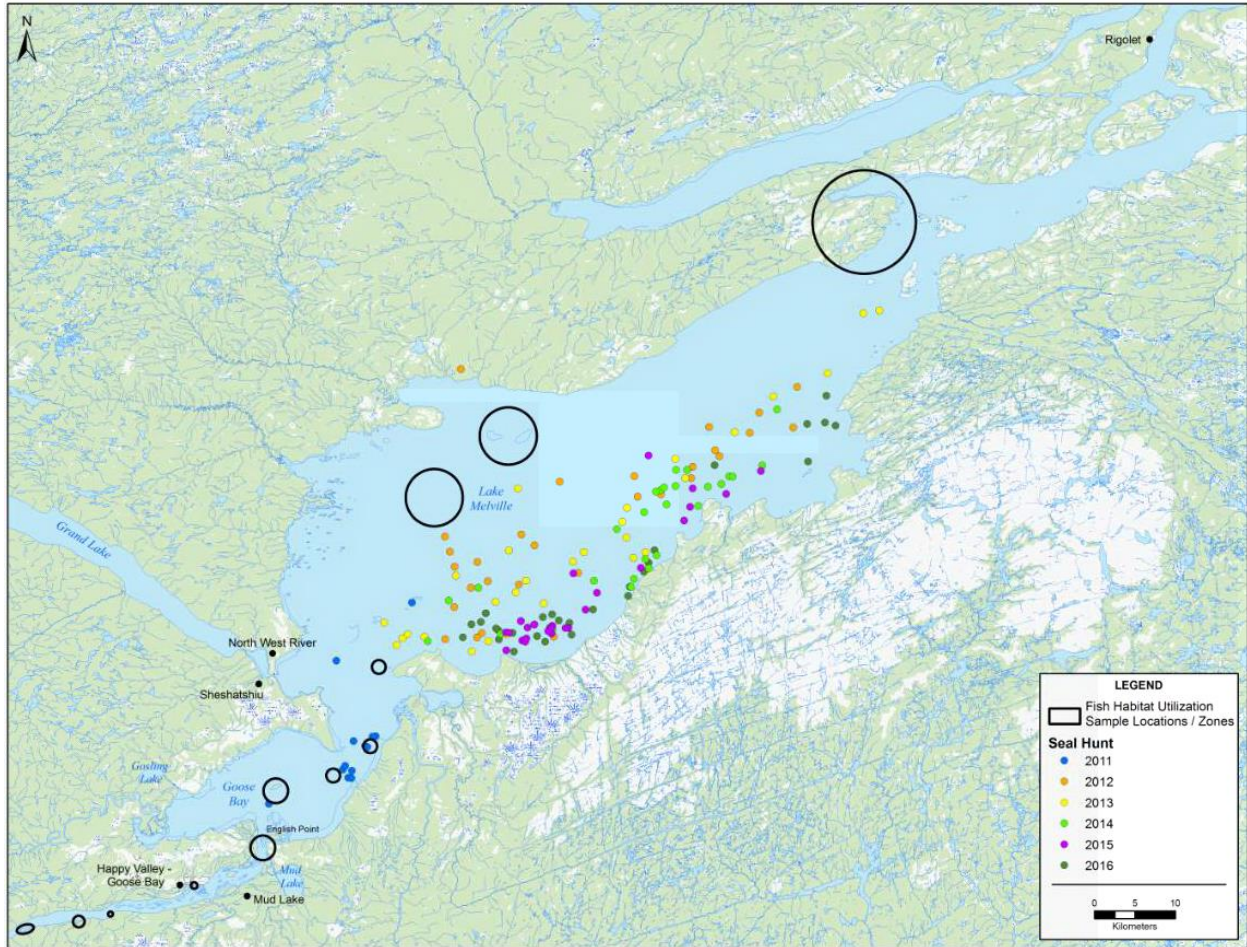 N
Rigolet
Lake
Melville
Grand Lake
North West River
Sheshatshiu
Gosling
Lake
Goose
Bay
English Point
Happy Valley -
Goose Bay
Mud
Lake
Mud Lake
LEGEND
Fish Habitat Utilization
Sample Locations / Zones
Seal Hunt
2011
2012
2013
2014
2015
2016
0 5 10
Kilometers